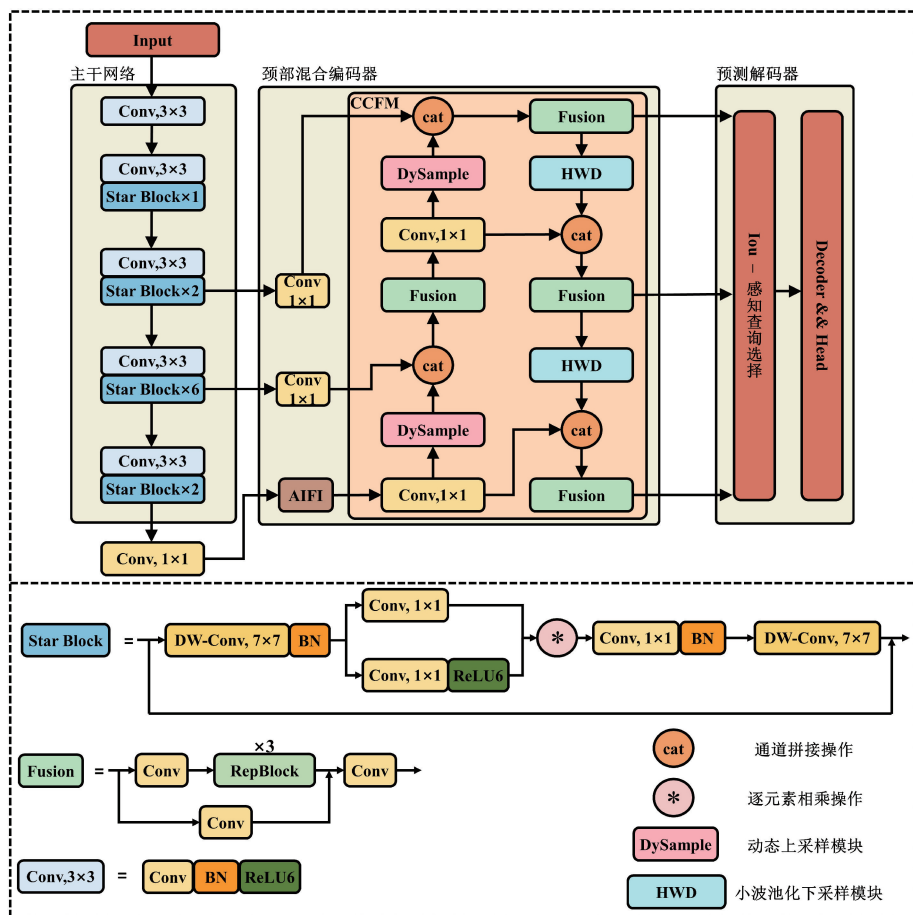 Input
主干网络
颈部混合编码器
预测解码器
Conv,3×3
Conv,3×3
Star Block×1
Conv,3×3
Star Block×2
Conv,3×3
Star Block×6
Conv,3×3
Star Block×2
Conv, 1×1
Conv
1×1
Conv
1×1
AIFI
CCFM
cat
DySample
Conv,1×1
Fusion
cat
DySample
Conv,1×1
Fusion
HWD
cat
Fusion
HWD
cat
Fusion
Iou – 感知查询选择
Decoder && Head
Star Block
=
DW-Conv, 7×7
BN
Conv, 1×1
Conv, 1×1
ReLU6
*
Conv, 1×1
BN
DW-Conv, 7×7
Fusion
=
Conv
×3
RepBlock
Conv
Conv
Conv,3×3
=
Conv
BN
ReLU6
cat
通道拼接操作
*
逐元素相乘操作
DySample
动态上采样模块
HWD
小波池化下采样模块